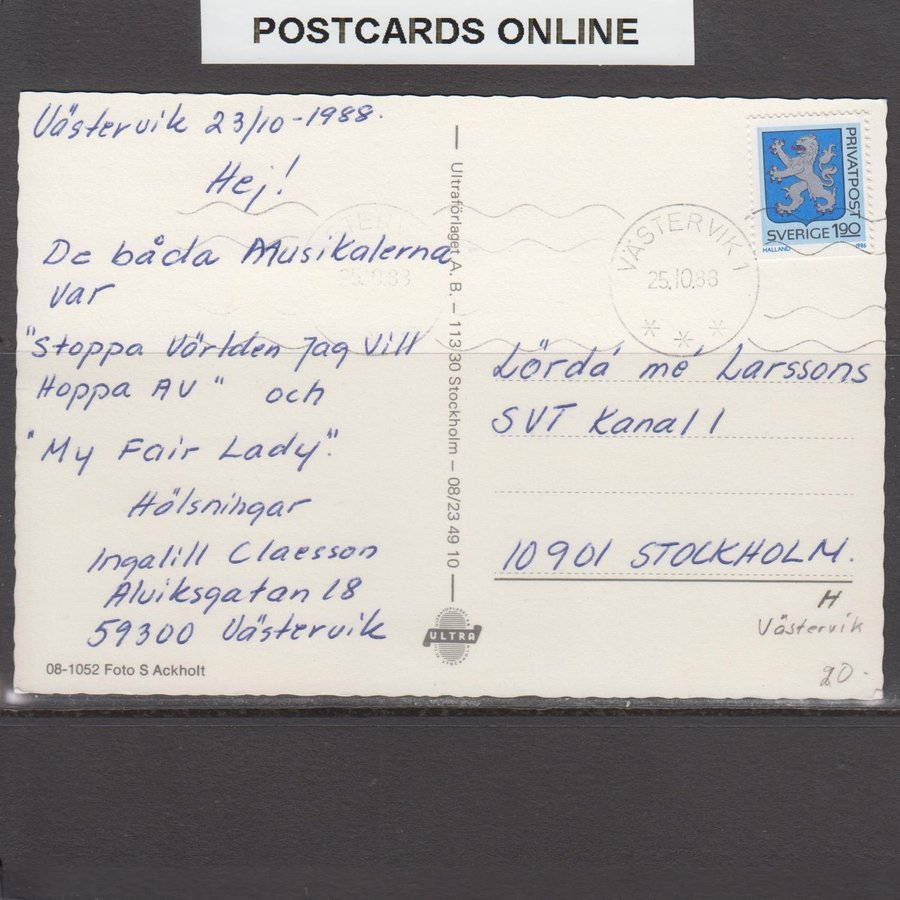 POSTCARDS ONLINE
Västervik 23/10-1988.
Hej!
De båda Musikalerna
var
"Stoppa Världen Jag Vill
Hoppa AV" och
"My Fair Lady".
Hälsningar
Ingalill Claesson
Alviksgatan 18
59300 Västervik
08-1052 Foto S Ackholt
Ultraförlaget A.B. – 113 30 Stockholm – 08/23 49 10
ULTRA
PRIVATPOST
SVERIGE 1.90
HALLAND 1986
VÄSTERVIK 1
25.10.88
25.10.88
Lördá mé Larssons
SVT Kanal 1
10901 STOCKHOLM.
H
Västervik
20.